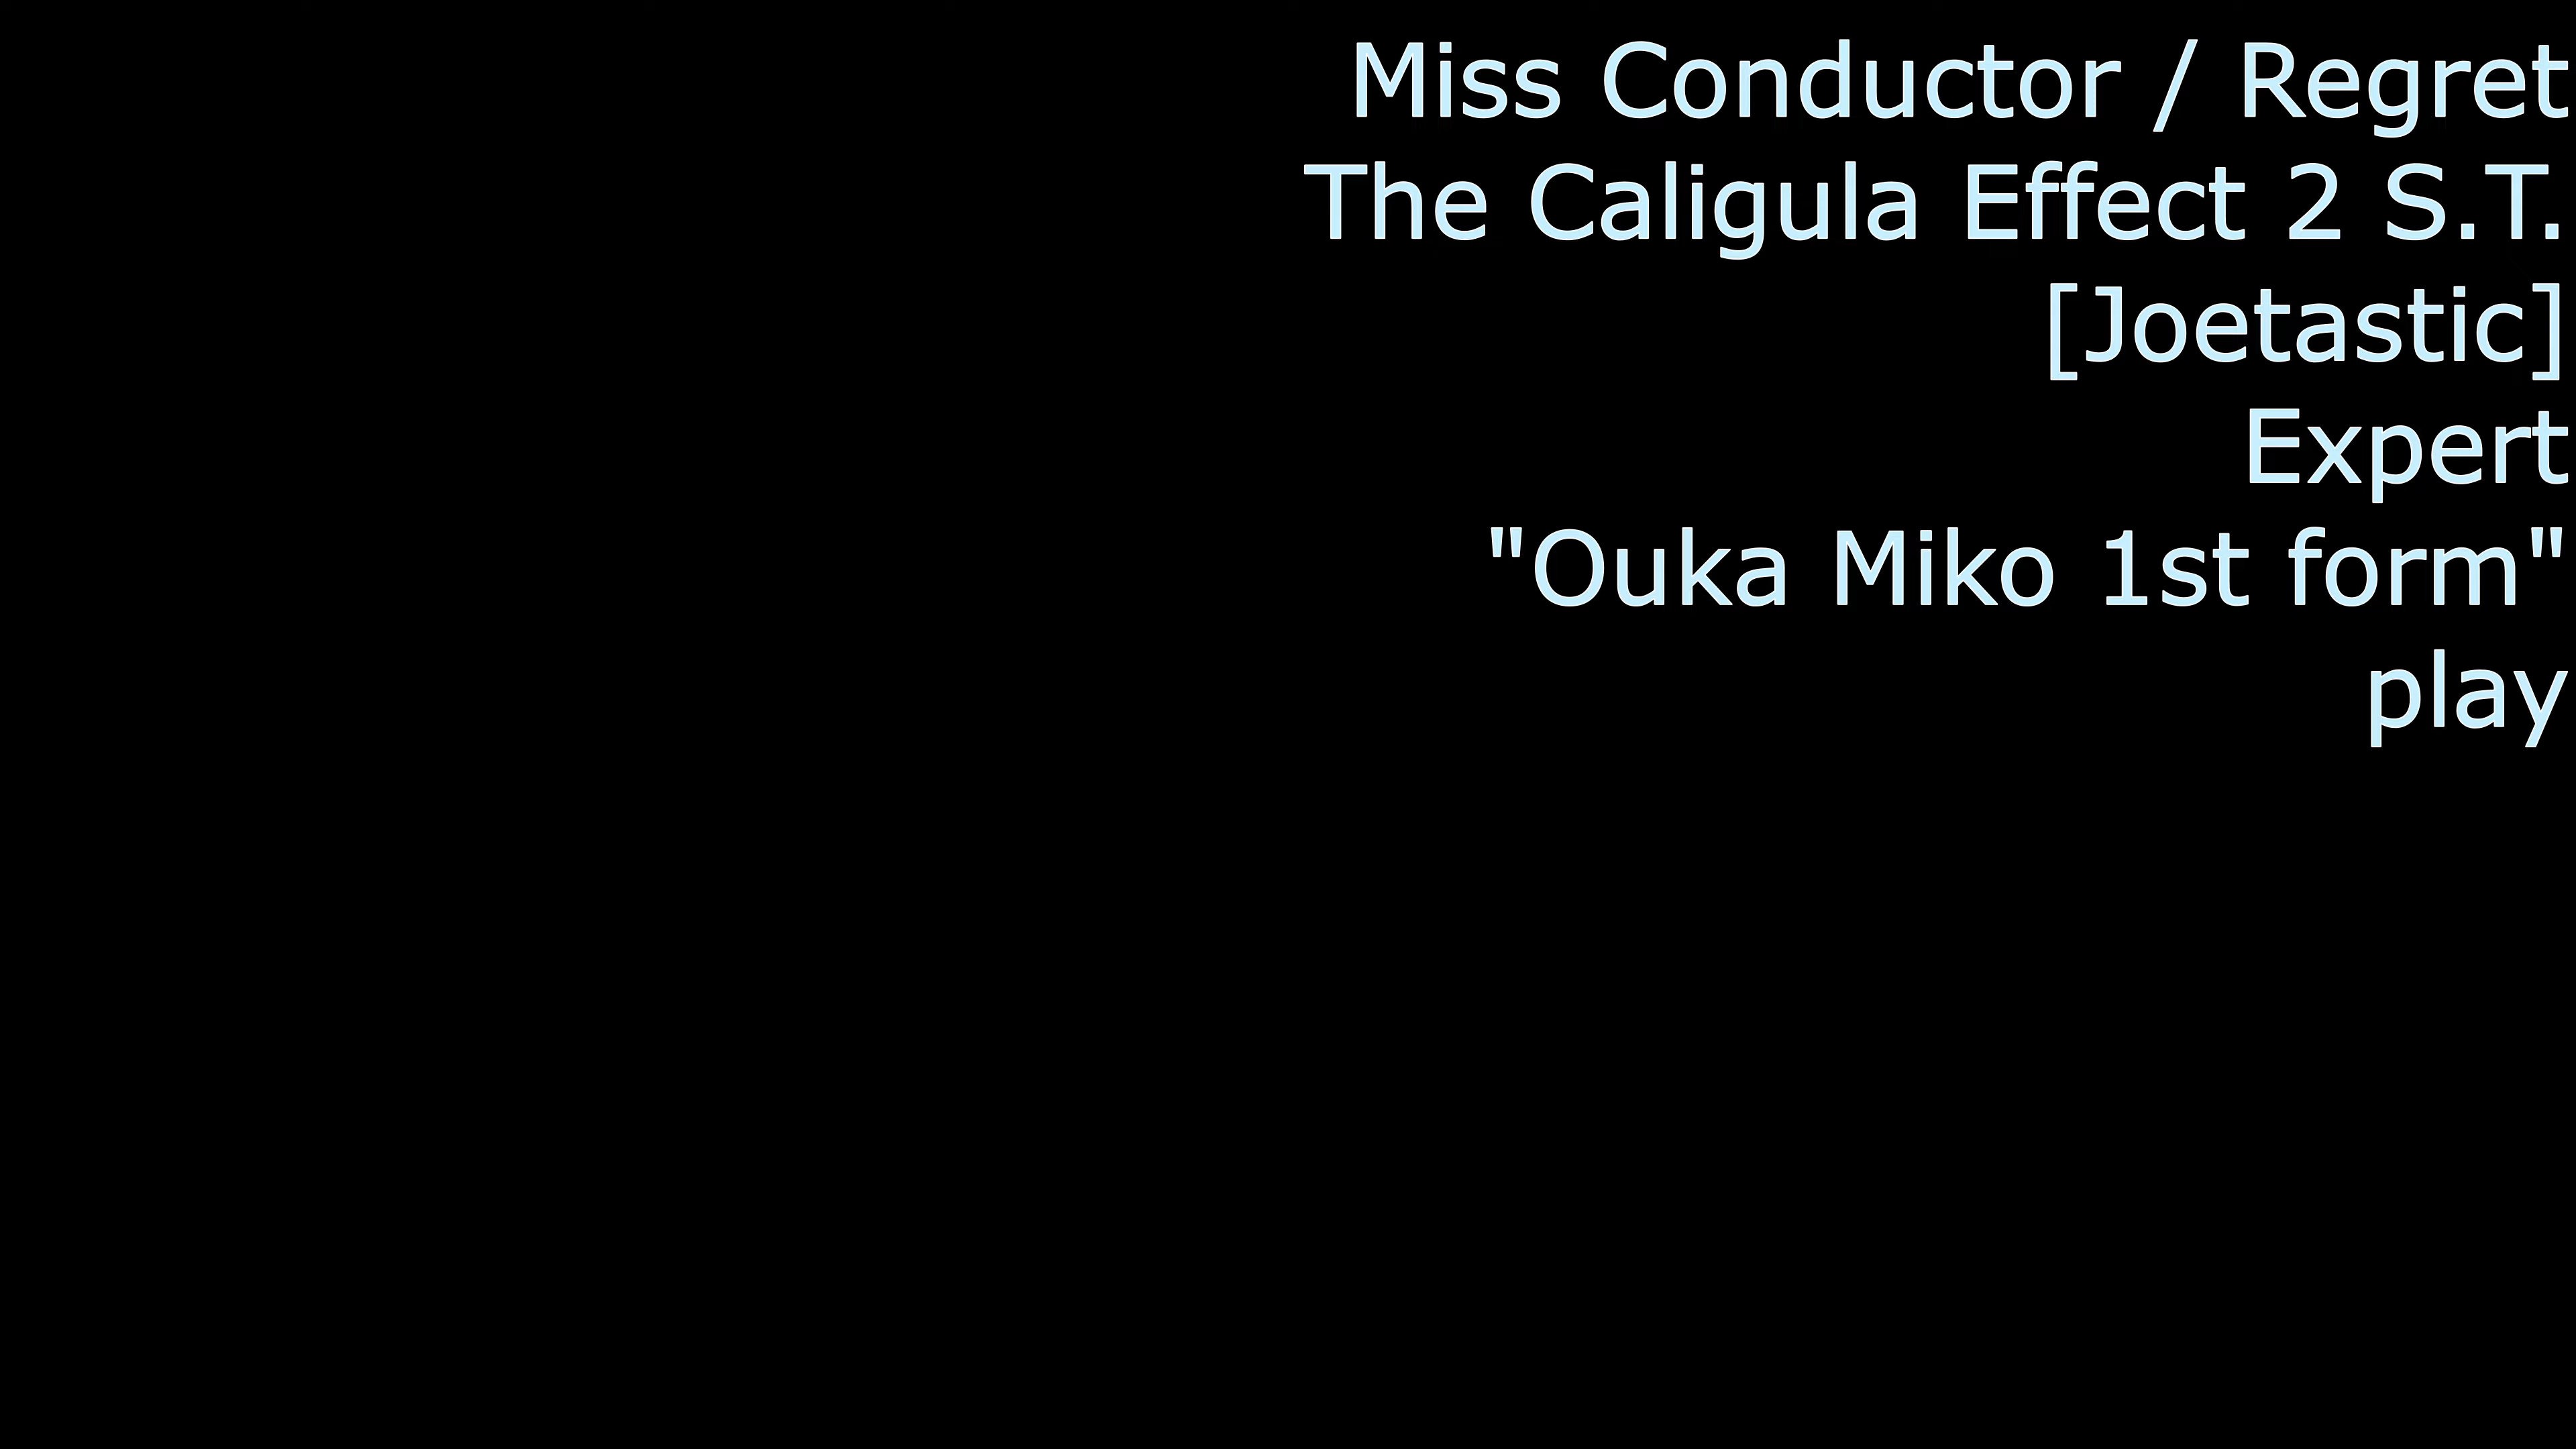 Miss Conductor / Regret
The Caligula Effect 2 S.T.
[Joetastic]
Expert
"Ouka Miko 1st form"
play